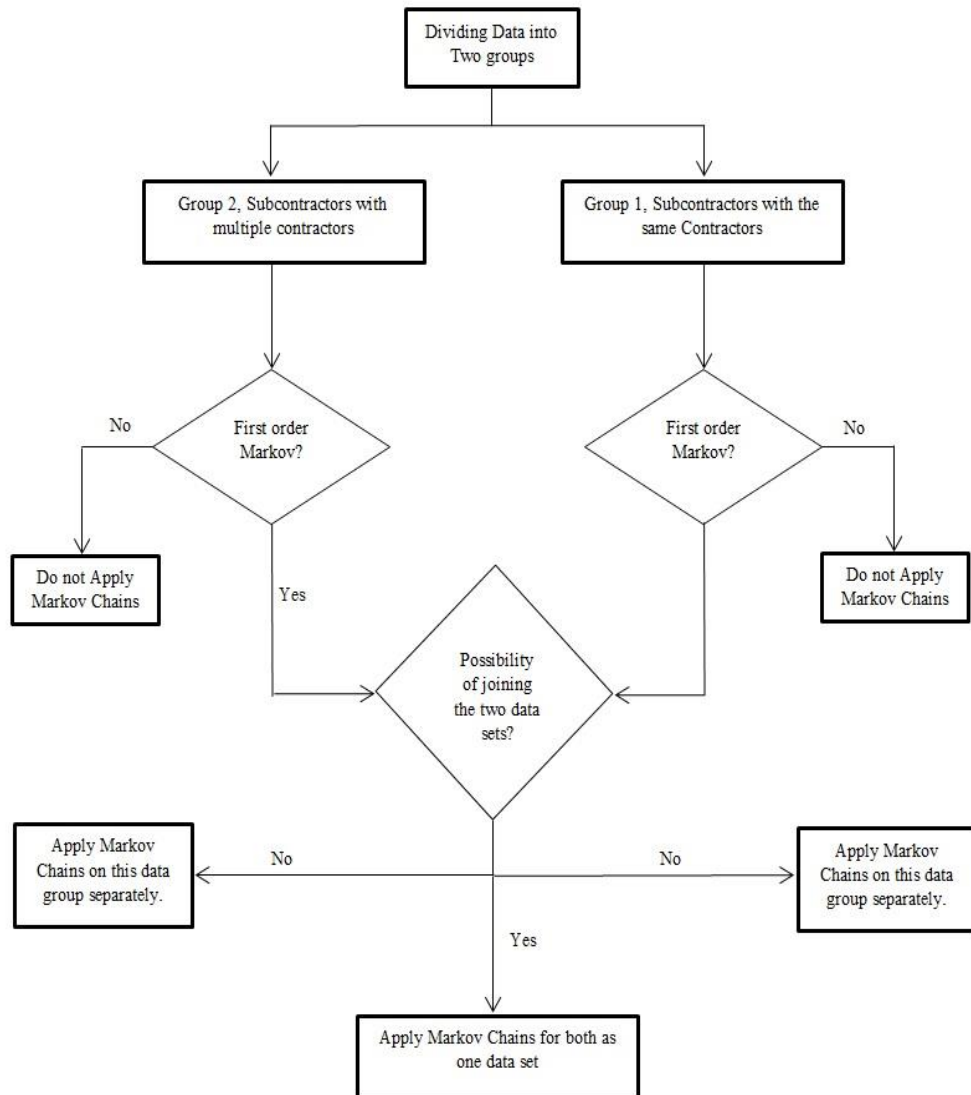 Dividing Data into
Two groups
Group 2, Subcontractors with
multiple contractors
Group 1, Subcontractors with the
same Contractors
No
First order
Markov?
First order
Markov?
No
Do not Apply
Markov Chains
Yes
Do not Apply
Markov Chains
Possibility
of joining
the two data
sets?
Apply Markov
Chains on this data
group separately.
No
No
Apply Markov
Chains on this data
group separately.
Yes
Apply Markov Chains for both as
one data set